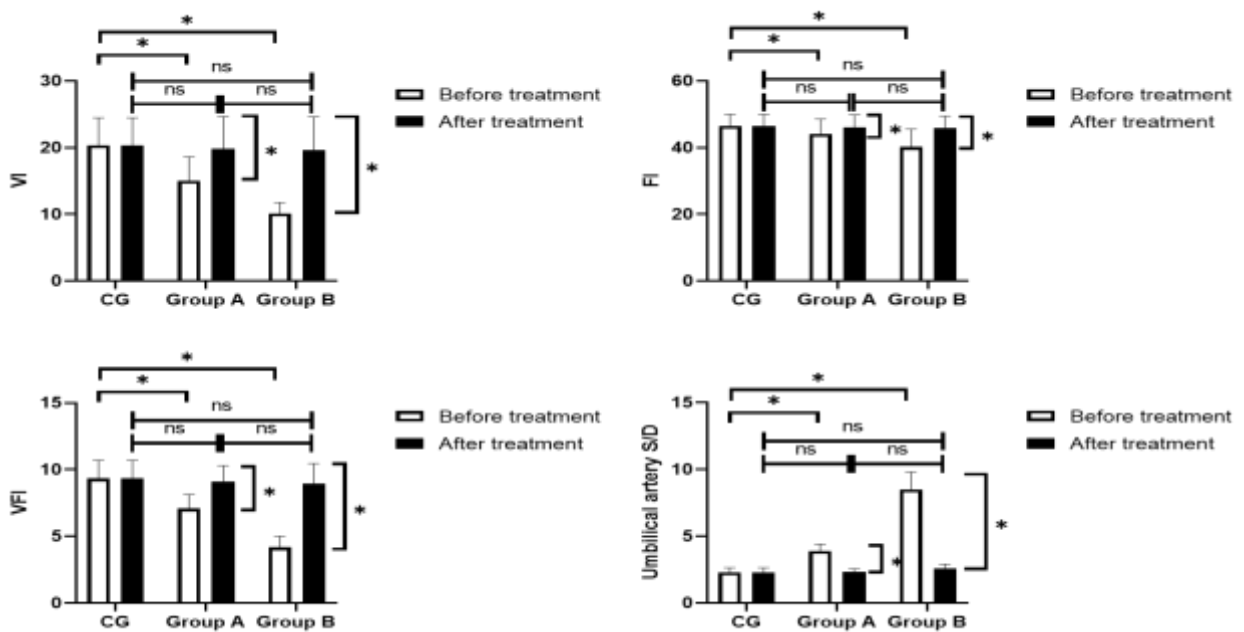 *
*
ns
ns ns
30
20
10
0
VI
*
*
CG Group A Group B
Before treatment
After treatment
*
*
ns
ns ns
60
40
20
0
FI
*
*
CG Group A Group B
Before treatment
After treatment
*
*
ns
ns ns
15
10
5
0
VFI
*
*
CG Group A Group B
Before treatment
After treatment
*
*
ns
ns ns
15
10
5
0
Umbilical artery S/D
*
*
CG Group A Group B
Before treatment
After treatment